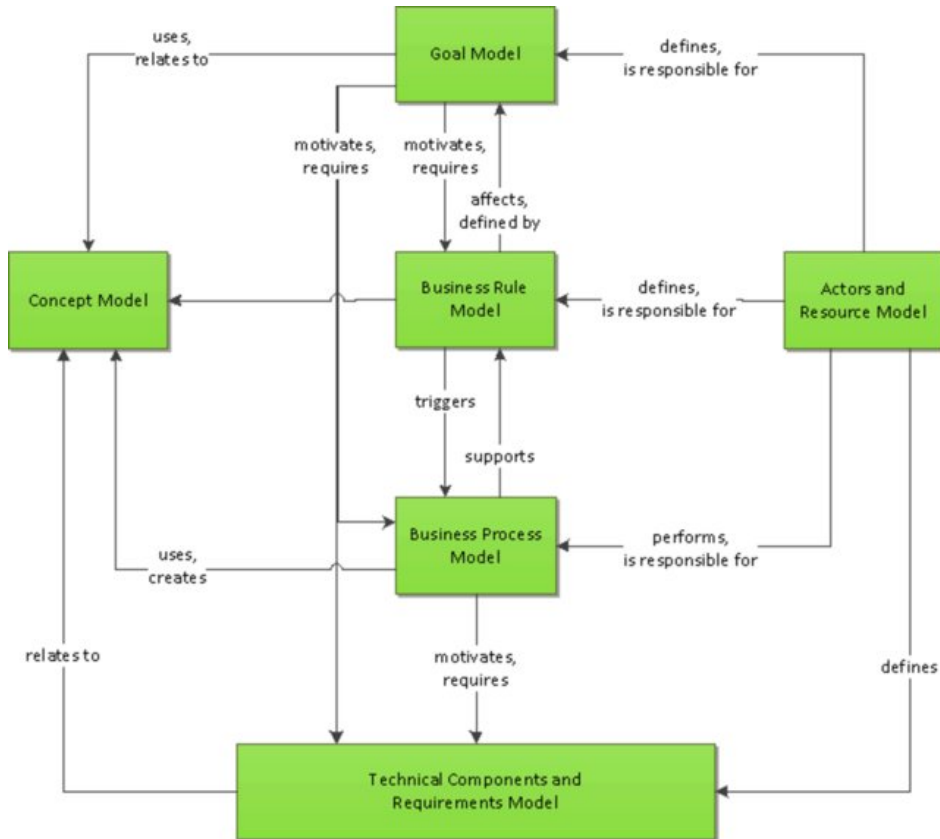 uses,
relates to
Goal Model
defines,
is responsible for
motivates,
requires
motivates,
requires
affects,
defined by
Concept Model
Business Rule
Model
defines,
is responsible for
Actors and
Resource Model
triggers
supports
uses,
creates
Business Process
Model
performs,
is responsible for
relates to
motivates,
requires
defines
Technical Components and
Requirements Model